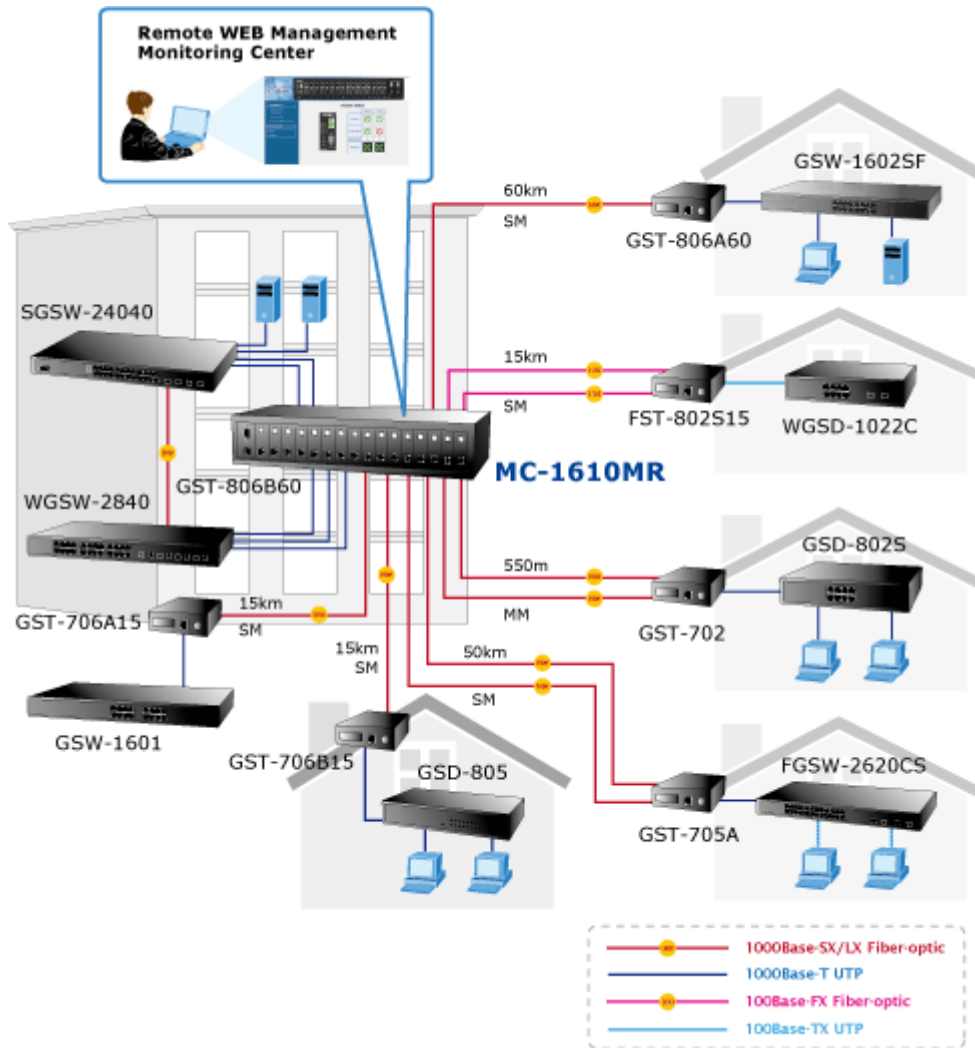 Remote WEB Management
Monitoring Center
GSW-1602SF
60km
SM
GST-806A60
SGSW-24040
15km
SM
FST-802S15
WGSD-1022C
MC-1610MR
GST-806B60
WGSW-2840
GSD-802S
550m
MM
GST-702
GST-706A15
15km
SM
15km
SM
50km
SM
GSW-1601
GST-706B15
GSD-805
FGSW-2620CS
GST-705A
1000Base-SX/LX Fiber-optic
1000Base-T UTP
100Base-FX Fiber-optic
100Base-TX UTP